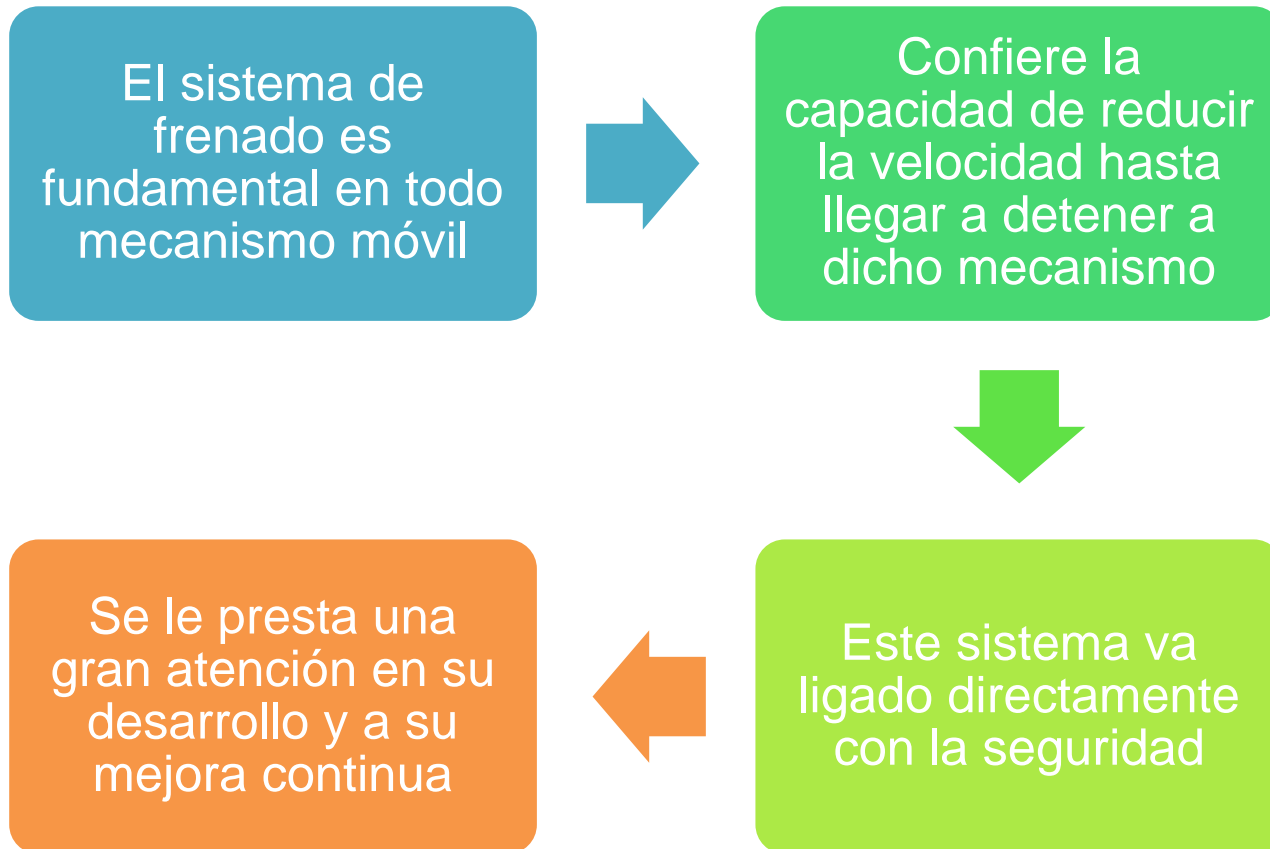 El sistema de
frenado es
fundamental en todo
mecanismo móvil
Confiere la
capacidad de reducir
la velocidad hasta
llegar a detener a
dicho mecanismo
Este sistema va
ligado directamente
con la seguridad
Se le presta una
gran atención en su
desarrollo y a su
mejora continua